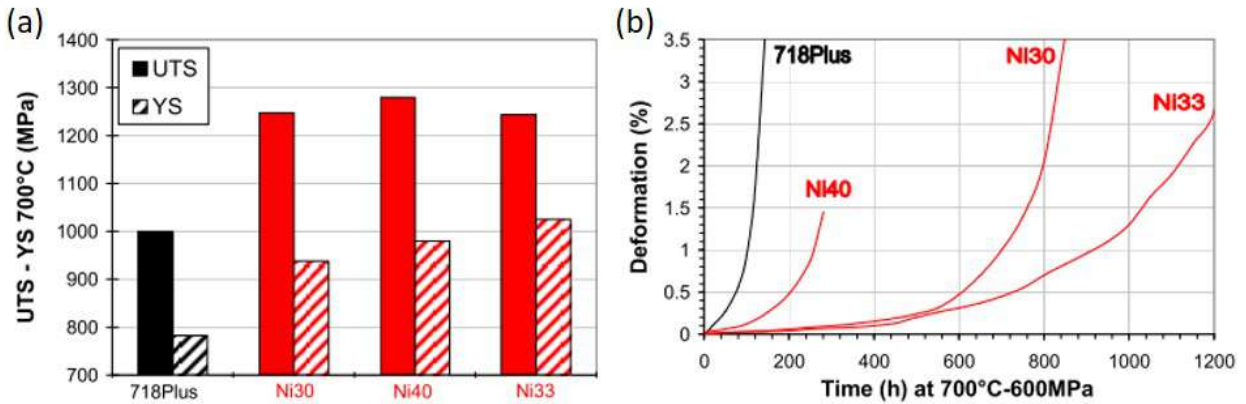 (a)
UTS - YS 700°C (MPa)
1400
1300
1200
1100
1000
900
800
700
UTS
YS
718Plus
Ni30
Ni40
Ni33
(b)
Deformation (%)
3.5
3
2.5
2
1.5
1
0.5
0
718Plus
Ni30
Ni33
Ni40
0
200
400
600
800
1000
1200
Time (h) at 700°C-600MPa